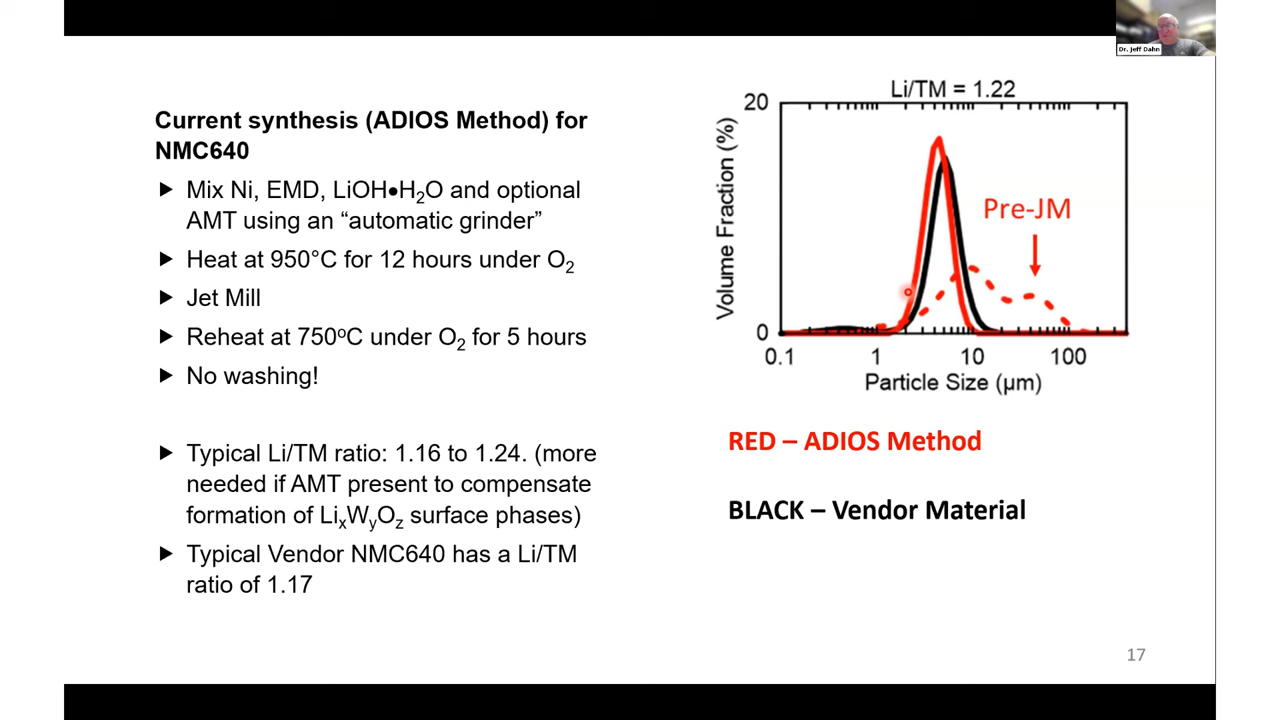 Dr. Jeff Dahn
Current synthesis (ADIOS Method) for
NMC640
► Mix Ni, EMD, LiOH●H₂O and optional
AMT using an “automatic grinder”
► Heat at 950°C for 12 hours under O₂
► Jet Mill
► Reheat at 750ºC under O₂ for 5 hours
► No washing!
► Typical Li/TM ratio: 1.16 to 1.24. (more
needed if AMT present to compensate
formation of LiₓWyOz surface phases)
► Typical Vendor NMC640 has a Li/TM
ratio of 1.17
Li/TM = 1.22
20
Volume Fraction (%)
Pre-JM
0
0.1 1 10 100
Particle Size (µm)
RED – ADIOS Method
BLACK – Vendor Material
17